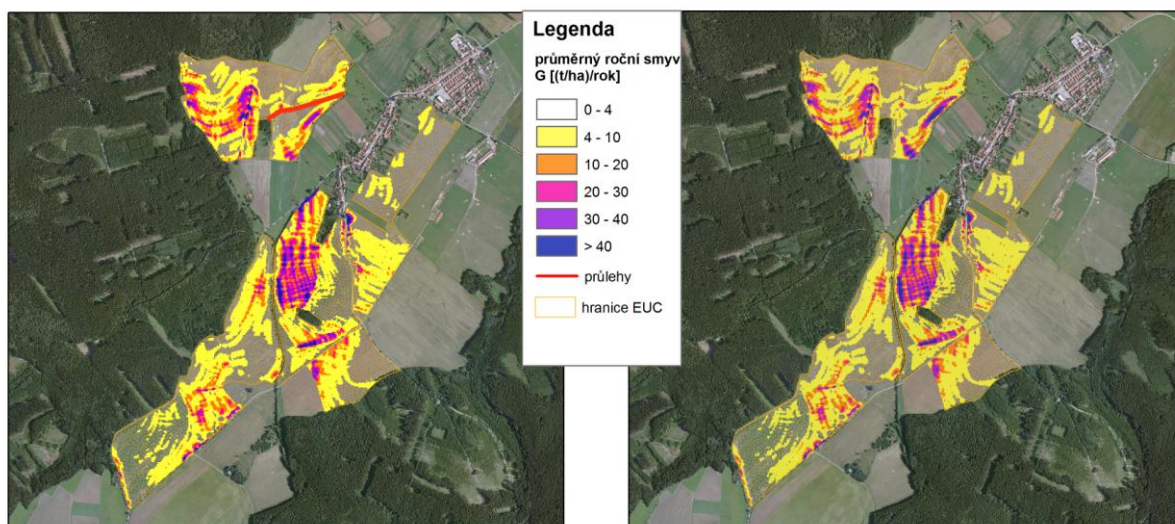 Legenda
průměrný roční smyv
G [(t/ha)/rok]
0 - 4
4 - 10
10 - 20
20 - 30
30 - 40
> 40
průlehy
hranice EUC